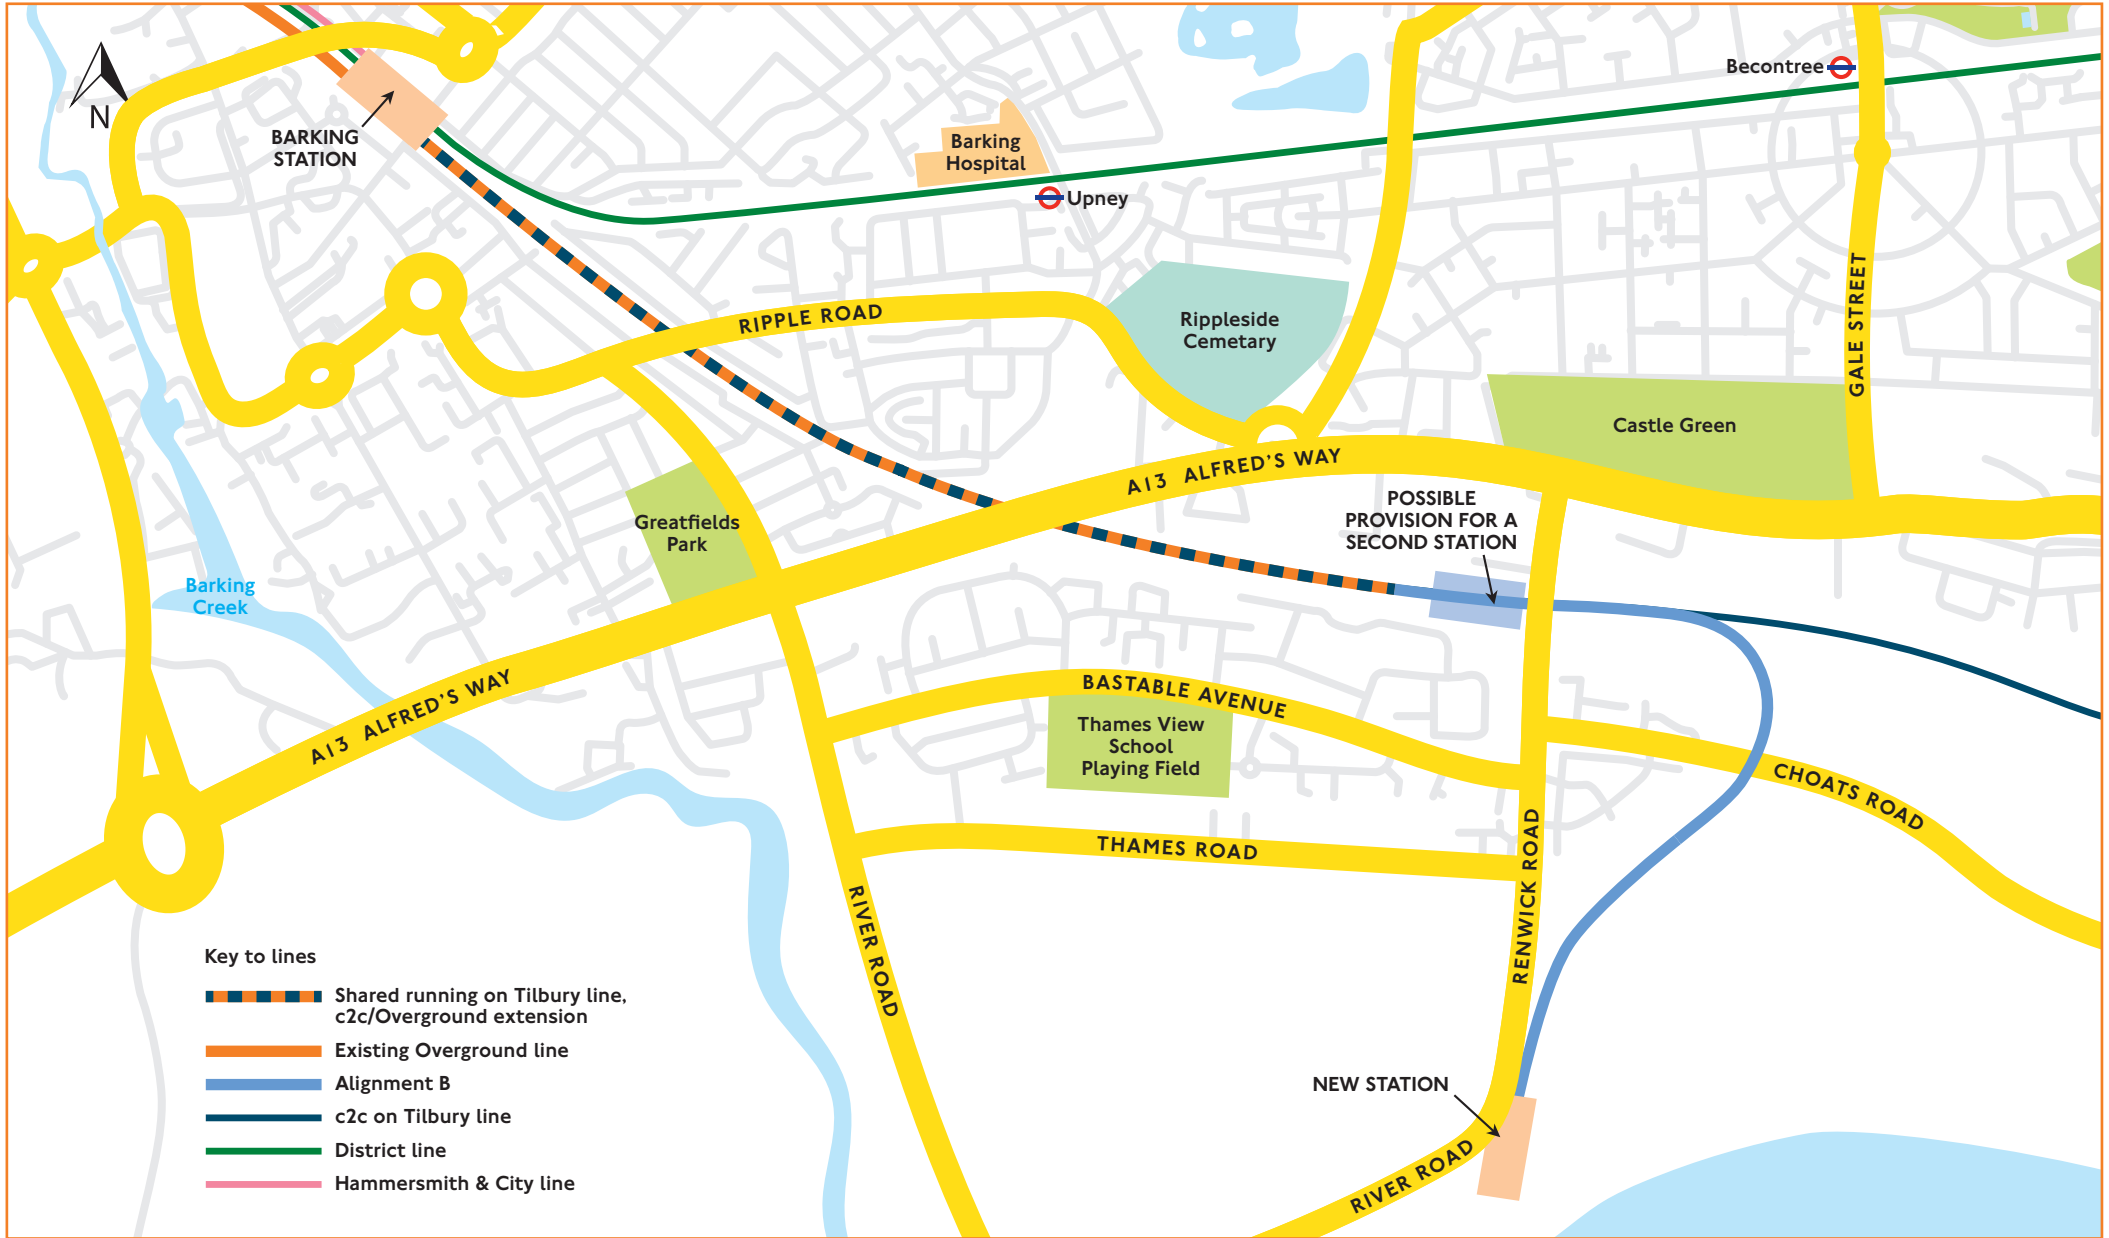 N
BARKING
STATION
Barking
Hospital
Upney
Becontree
GALE STREET
RIPPLE ROAD
Rippleside
Cemetary
Castle Green
A13 ALFRED'S WAY
POSSIBLE
PROVISION FOR A
SECOND STATION
Greatfields
Park
Barking
Creek
A13 ALFRED'S WAY
BASTABLE AVENUE
Thames View
School
Playing Field
CHOATS ROAD
THAMES ROAD
RENWICK ROAD
RIVER ROAD
NEW STATION
RIVER ROAD
Key to lines
Shared running on Tilbury line,
c2c/Overground extension
Existing Overground line
Alignment B
c2c on Tilbury line
District line
Hammersmith & City line